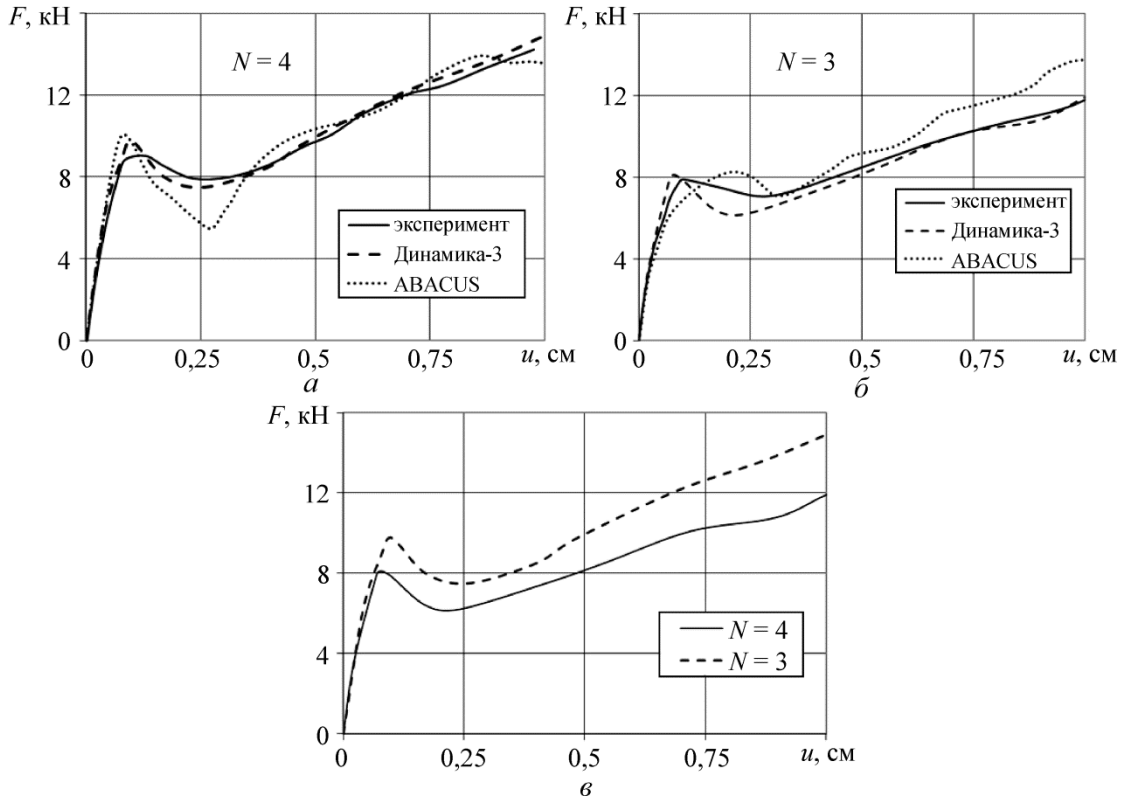 F, кН
N = 4
12
8
4
0
эксперимент
Динамика-3
ABACUS
0 0,25 0,5 0,75 u, см
а
F, кН
N = 3
12
8
4
0
эксперимент
Динамика-3
ABACUS
0 0,25 0,5 0,75 u, см
б
F, кН
12
8
4
0
N = 4
N = 3
0 0,25 0,5 0,75 u, см
в